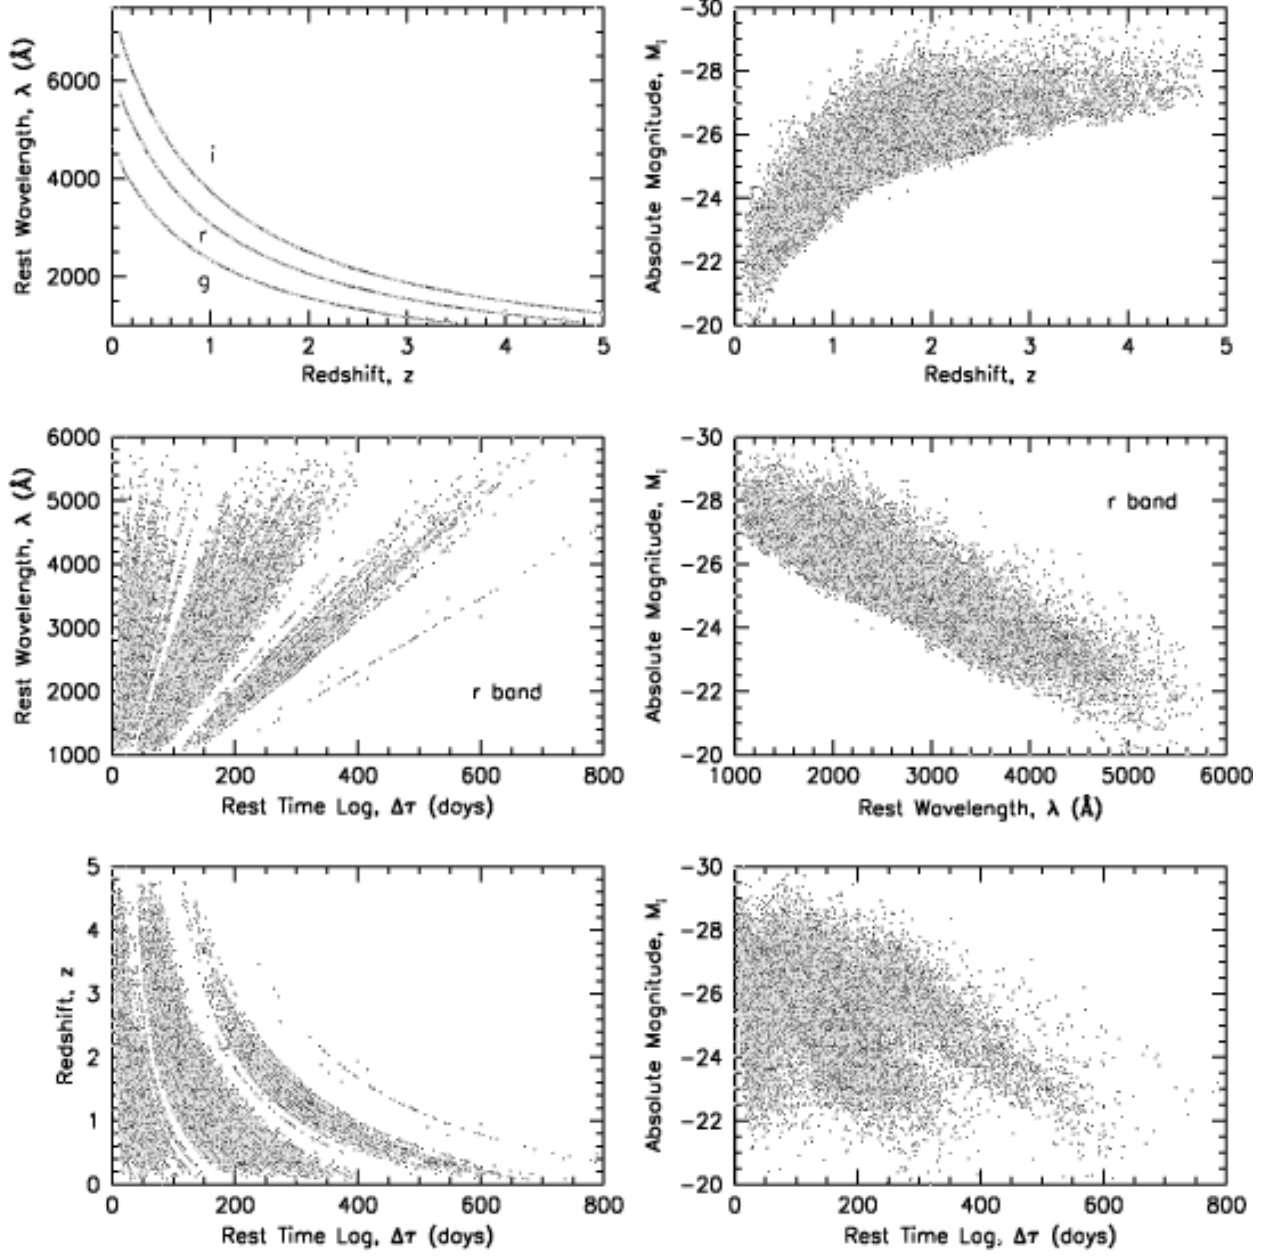 Rest Wavelength, λ (Å)
6000
4000
2000
i
r
g
0 1 2 3 4 5
Redshift, z
Absolute Magnitude, Mi
-30
-28
-26
-24
-22
-20
0 1 2 3 4 5
Redshift, z
Rest Wavelength, λ (Å)
6000
5000
4000
3000
2000
1000
r band
0 200 400 600 800
Rest Time Lag, Δτ (days)
Absolute Magnitude, Mi
-30
-28
-26
-24
-22
-20
r band
1000 2000 3000 4000 5000 6000
Rest Wavelength, λ (Å)
Redshift, z
5
4
3
2
1
0
0 200 400 600 800
Rest Time Lag, Δτ (days)
Absolute Magnitude, Mi
-30
-28
-26
-24
-22
-20
0 200 400 600 800
Rest Time Lag, Δτ (days)